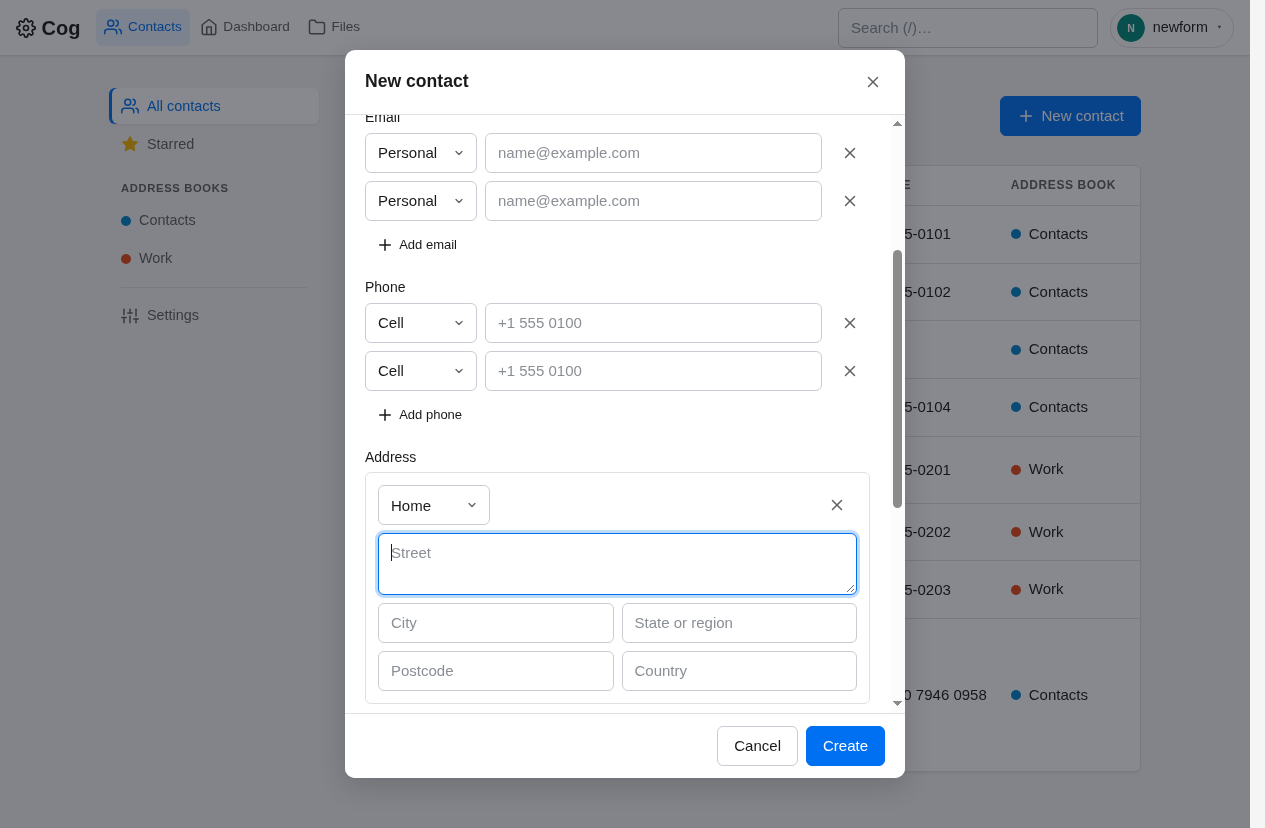 Cog
Contacts
Dashboard
Files
Search (/)…
N
newform
All contacts
Starred
ADDRESS BOOKS
Contacts
Work
Settings
New contact
New contact
Email
Personal
name@example.com
Personal
name@example.com
Add email
Phone
Cell
+1 555 0100
Cell
+1 555 0100
Add phone
Address
Home
Street
City
State or region
Postcode
Country
Cancel
Create
E
ADDRESS BOOK
5-0101
Contacts
5-0102
Contacts
Contacts
5-0104
Contacts
5-0201
Work
5-0202
Work
5-0203
Work
0 7946 0958
Contacts